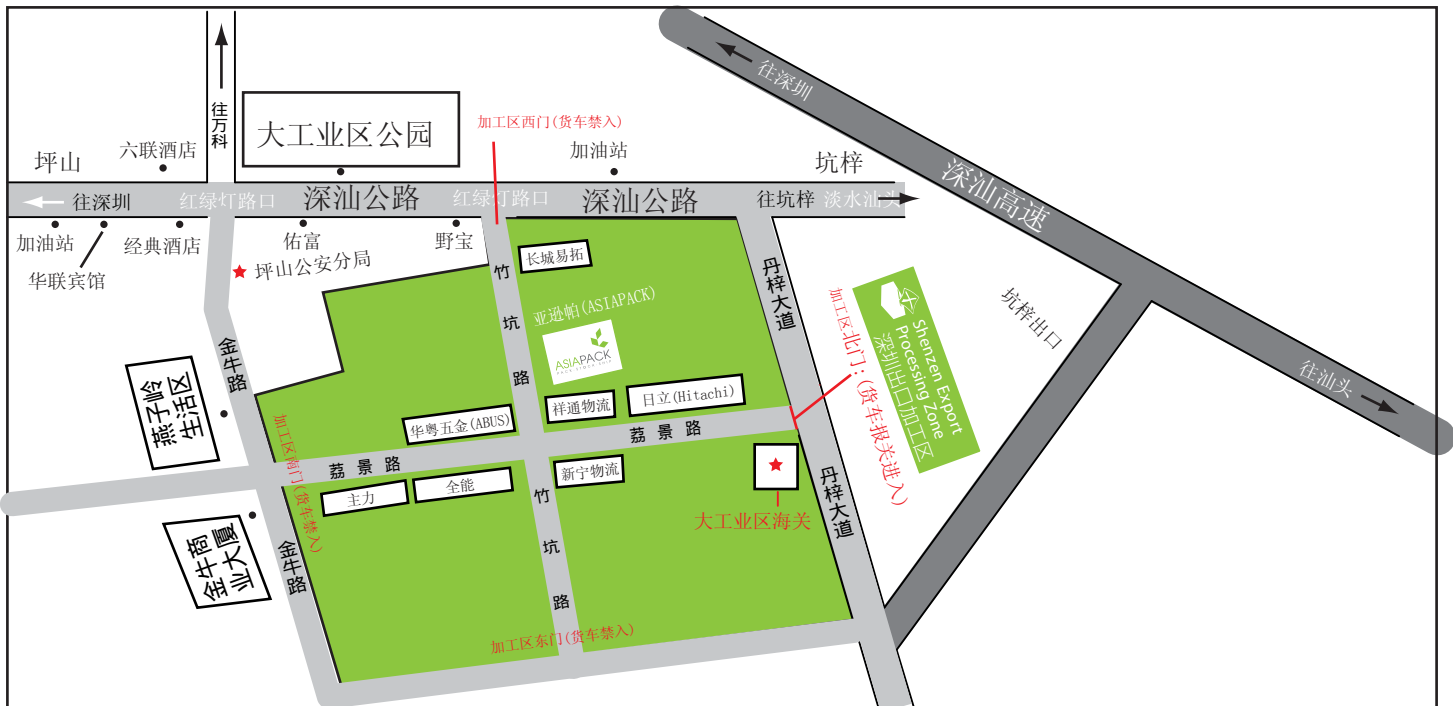 往深圳
深汕高速
坑梓出口
往汕头
往万科
大工业区公园
加工区西门(货车禁入)
坪山
六联酒店
加油站
坑梓
往深圳
红绿灯路口
深汕公路
红绿灯路口
深汕公路
往坑梓
淡水汕头
加油站
华联宾馆
经典酒店
佑富
野宝
坪山公安分局
长城易拓
竹坑路
亚逊帕(ASIAPACK)
ASIAPACK
丹梓大道
加工区北门：(货车报关进入)
Shenzen Export
Processing Zone
深圳出口加工区
金牛路
燕子岭
生活区
加工区南门(货车禁入)
华粤五金(ABUS)
祥通物流
日立(Hitachi)
荔景路
荔景路
主力
全能
新宁物流
大工业区海关
丹梓大道
竹坑路
金牛商
业大厦
金牛路
加工区东门(货车禁入)